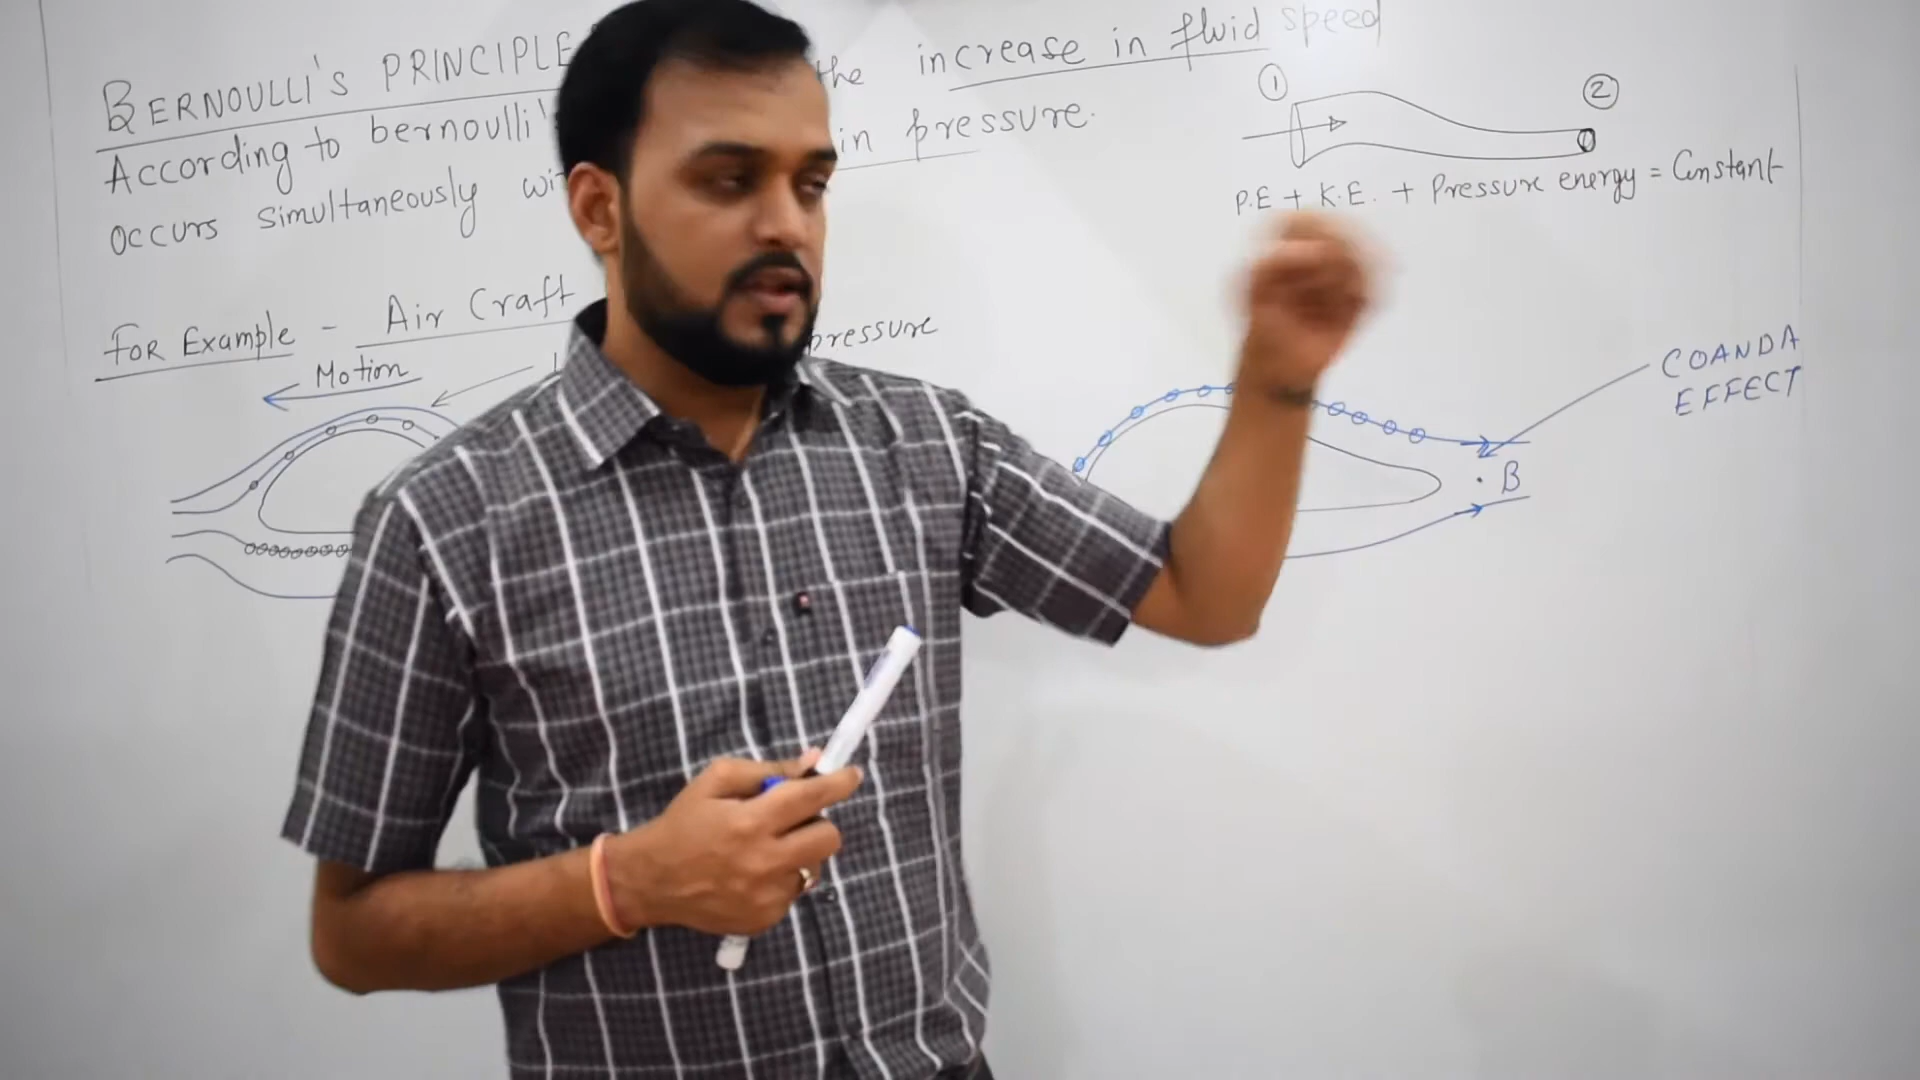 BERNOULLI'S PRINCIPLE the increase in fluid speed
According to bernoulli' in pressure.
occurs simultaneously
① ②
P.E + K.E. + Pressure energy = Constant
FOR Example - Air Craft
pressure
Motion
COANDA
EFFECT
B